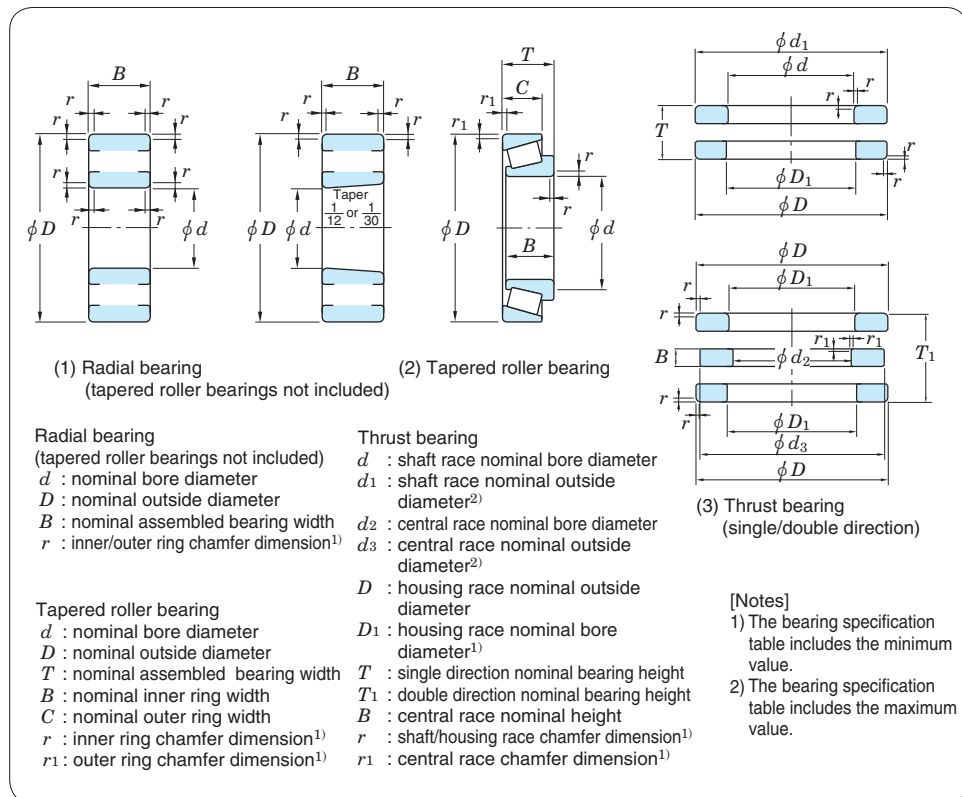 B
r
r
r
r
r
r
r
r
φD
φd
B
r
r
r
r
Taper
1/12 or 1/30
φD
φd
T
C
r1
r1
r
r
φD
φd
B
φd1
φd
r
r
T
φD1
r
r
φD
φD
φD1
r
r
r1
r1
B
φd2
T1
r
r
φD1
φd3
φD
(1) Radial bearing
(tapered roller bearings not included)
(2) Tapered roller bearing
(3) Thrust bearing
(single/double direction)
Radial bearing
(tapered roller bearings not included)
d : nominal bore diameter
D : nominal outside diameter
B : nominal assembled bearing width
r : inner/outer ring chamfer dimension1)
Tapered roller bearing
d : nominal bore diameter
D : nominal outside diameter
T : nominal assembled bearing width
B : nominal inner ring width
C : nominal outer ring width
r : inner ring chamfer dimension1)
r1 : outer ring chamfer dimension1)
Thrust bearing
d : shaft race nominal bore diameter
d1 : shaft race nominal outside
diameter2)
d2 : central race nominal bore diameter
d3 : central race nominal outside
diameter2)
D : housing race nominal outside
diameter
D1 : housing race nominal bore
diameter1)
T : single direction nominal bearing height
T1 : double direction nominal bearing height
B : central race nominal height
r : shaft/housing race chamfer dimension1)
r1 : central race chamfer dimension1)
[Notes]
1) The bearing specification
table includes the minimum
value.
2) The bearing specification
table includes the maximum
value.